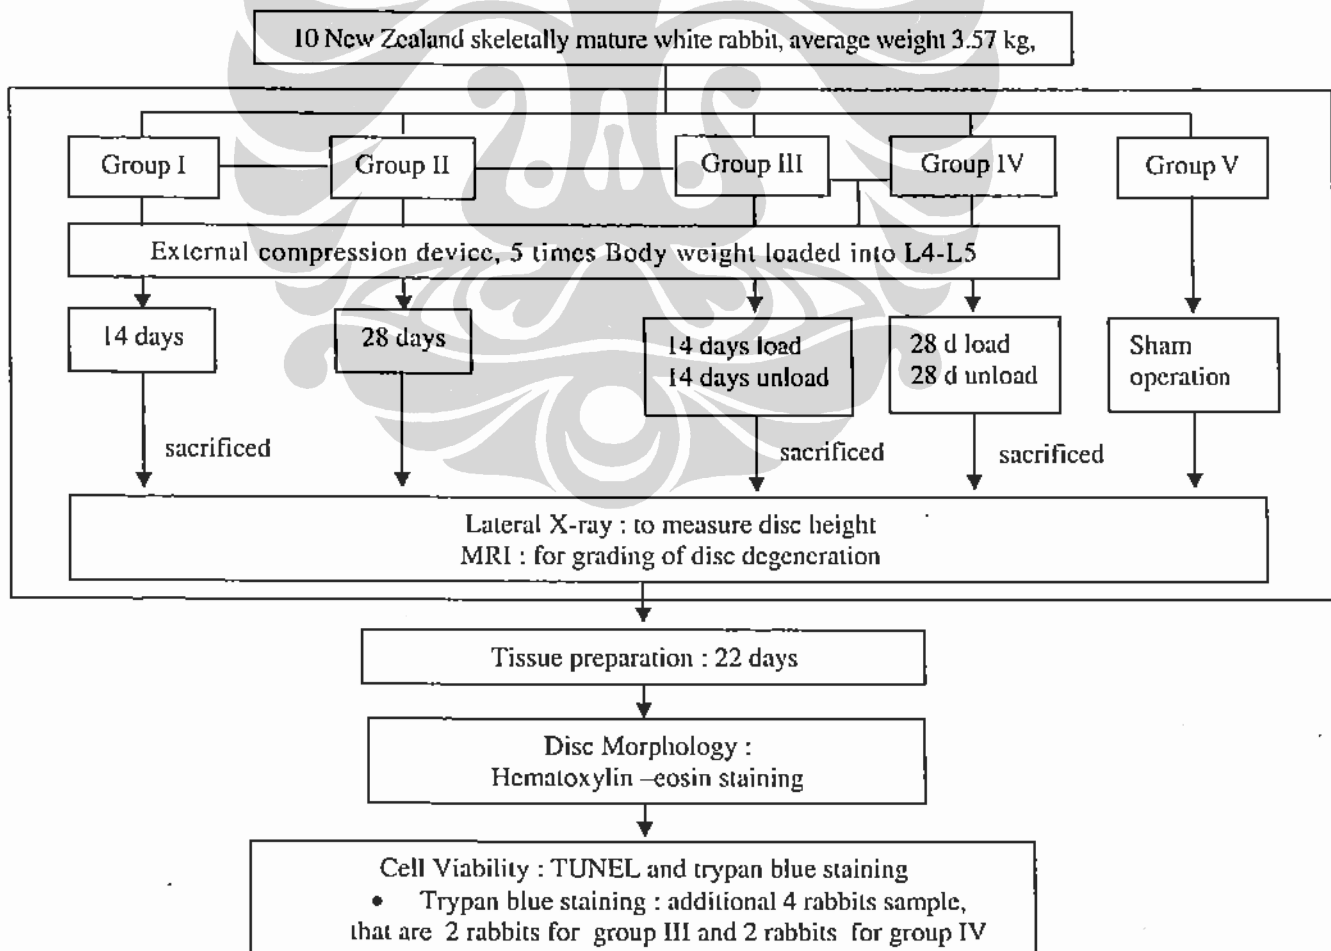 10 New Zealand skeletally mature white rabbit, average weight 3.57 kg,
Group I
Group II
Group III
Group IV
Group V
External compression device, 5 times Body weight loaded into L4-L5
14 days
28 days
14 days load
14 days unload
28 d load
28 d unload
Sham
operation
sacrificed
sacrificed
sacrificed
Lateral X-ray : to measure disc height
MRI : for grading of disc degeneration
Tissue preparation : 22 days
Disc Morphology :
Hematoxylin –eosin staining
Cell Viability : TUNEL and trypan blue staining
• Trypan blue staining : additional 4 rabbits sample,
that are 2 rabbits for group III and 2 rabbits for group IV